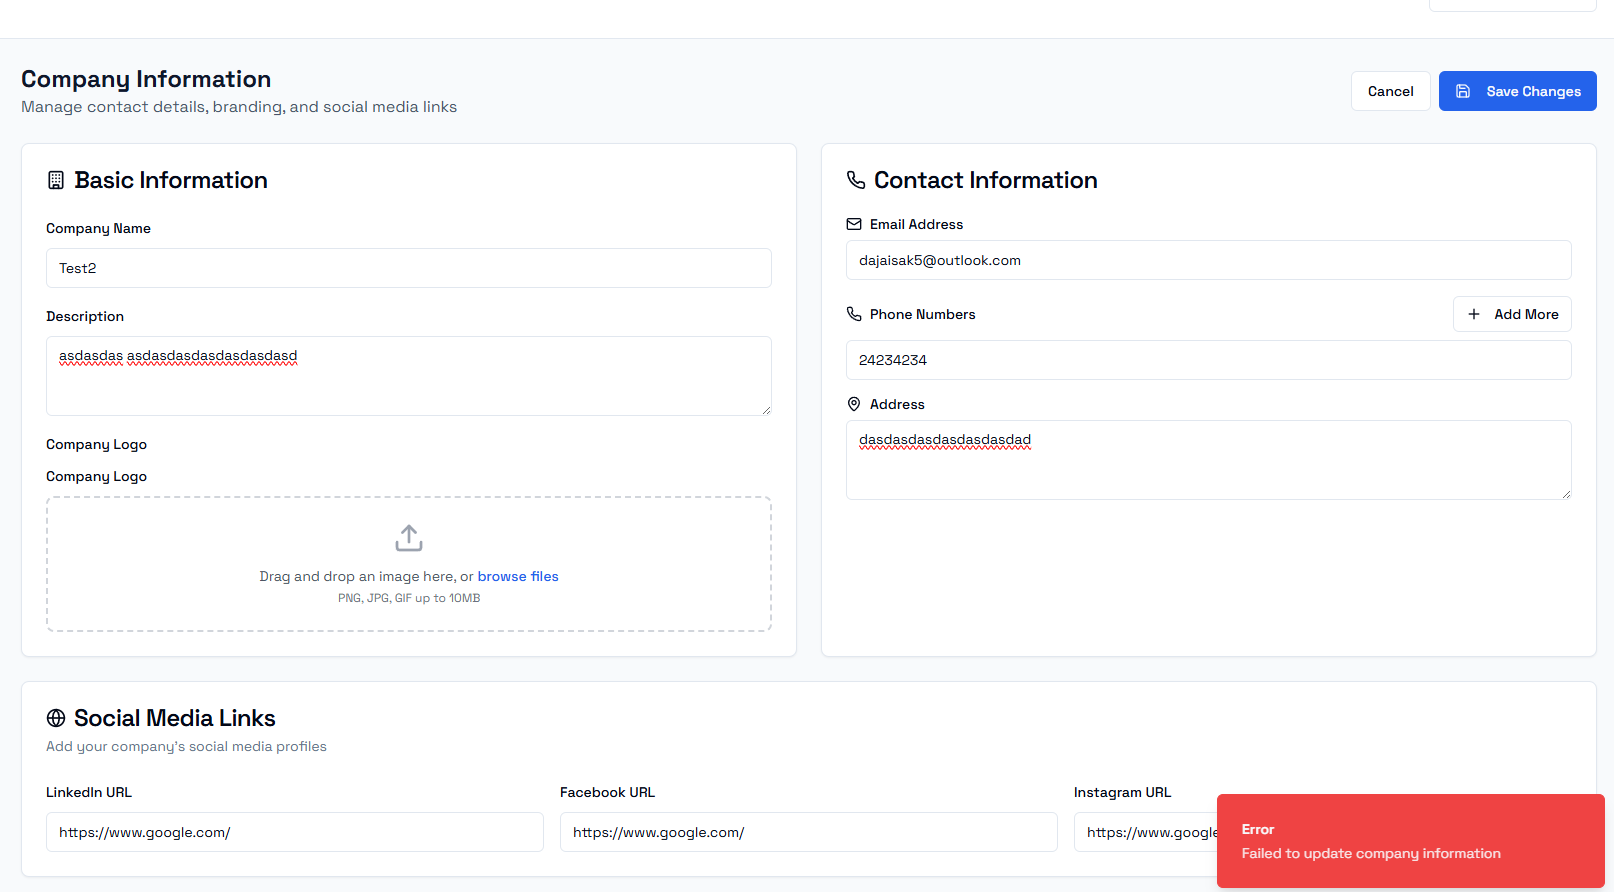 Company Information
Manage contact details, branding, and social media links
Cancel
Save Changes
Basic Information
Company Name
Test2
Description
asdasdas asdasdasdasdasdasdasd
Company Logo
Company Logo
Drag and drop an image here, or browse files
PNG, JPG, GIF up to 10MB
Contact Information
Email Address
dajaisak5@outlook.com
Phone Numbers
Add More
24234234
Address
dasdasdasdasdasdasdad
Social Media Links
Add your company's social media profiles
LinkedIn URL
https://www.google.com/
Facebook URL
https://www.google.com/
Instagram URL
https://www.google
Error
Failed to update company information